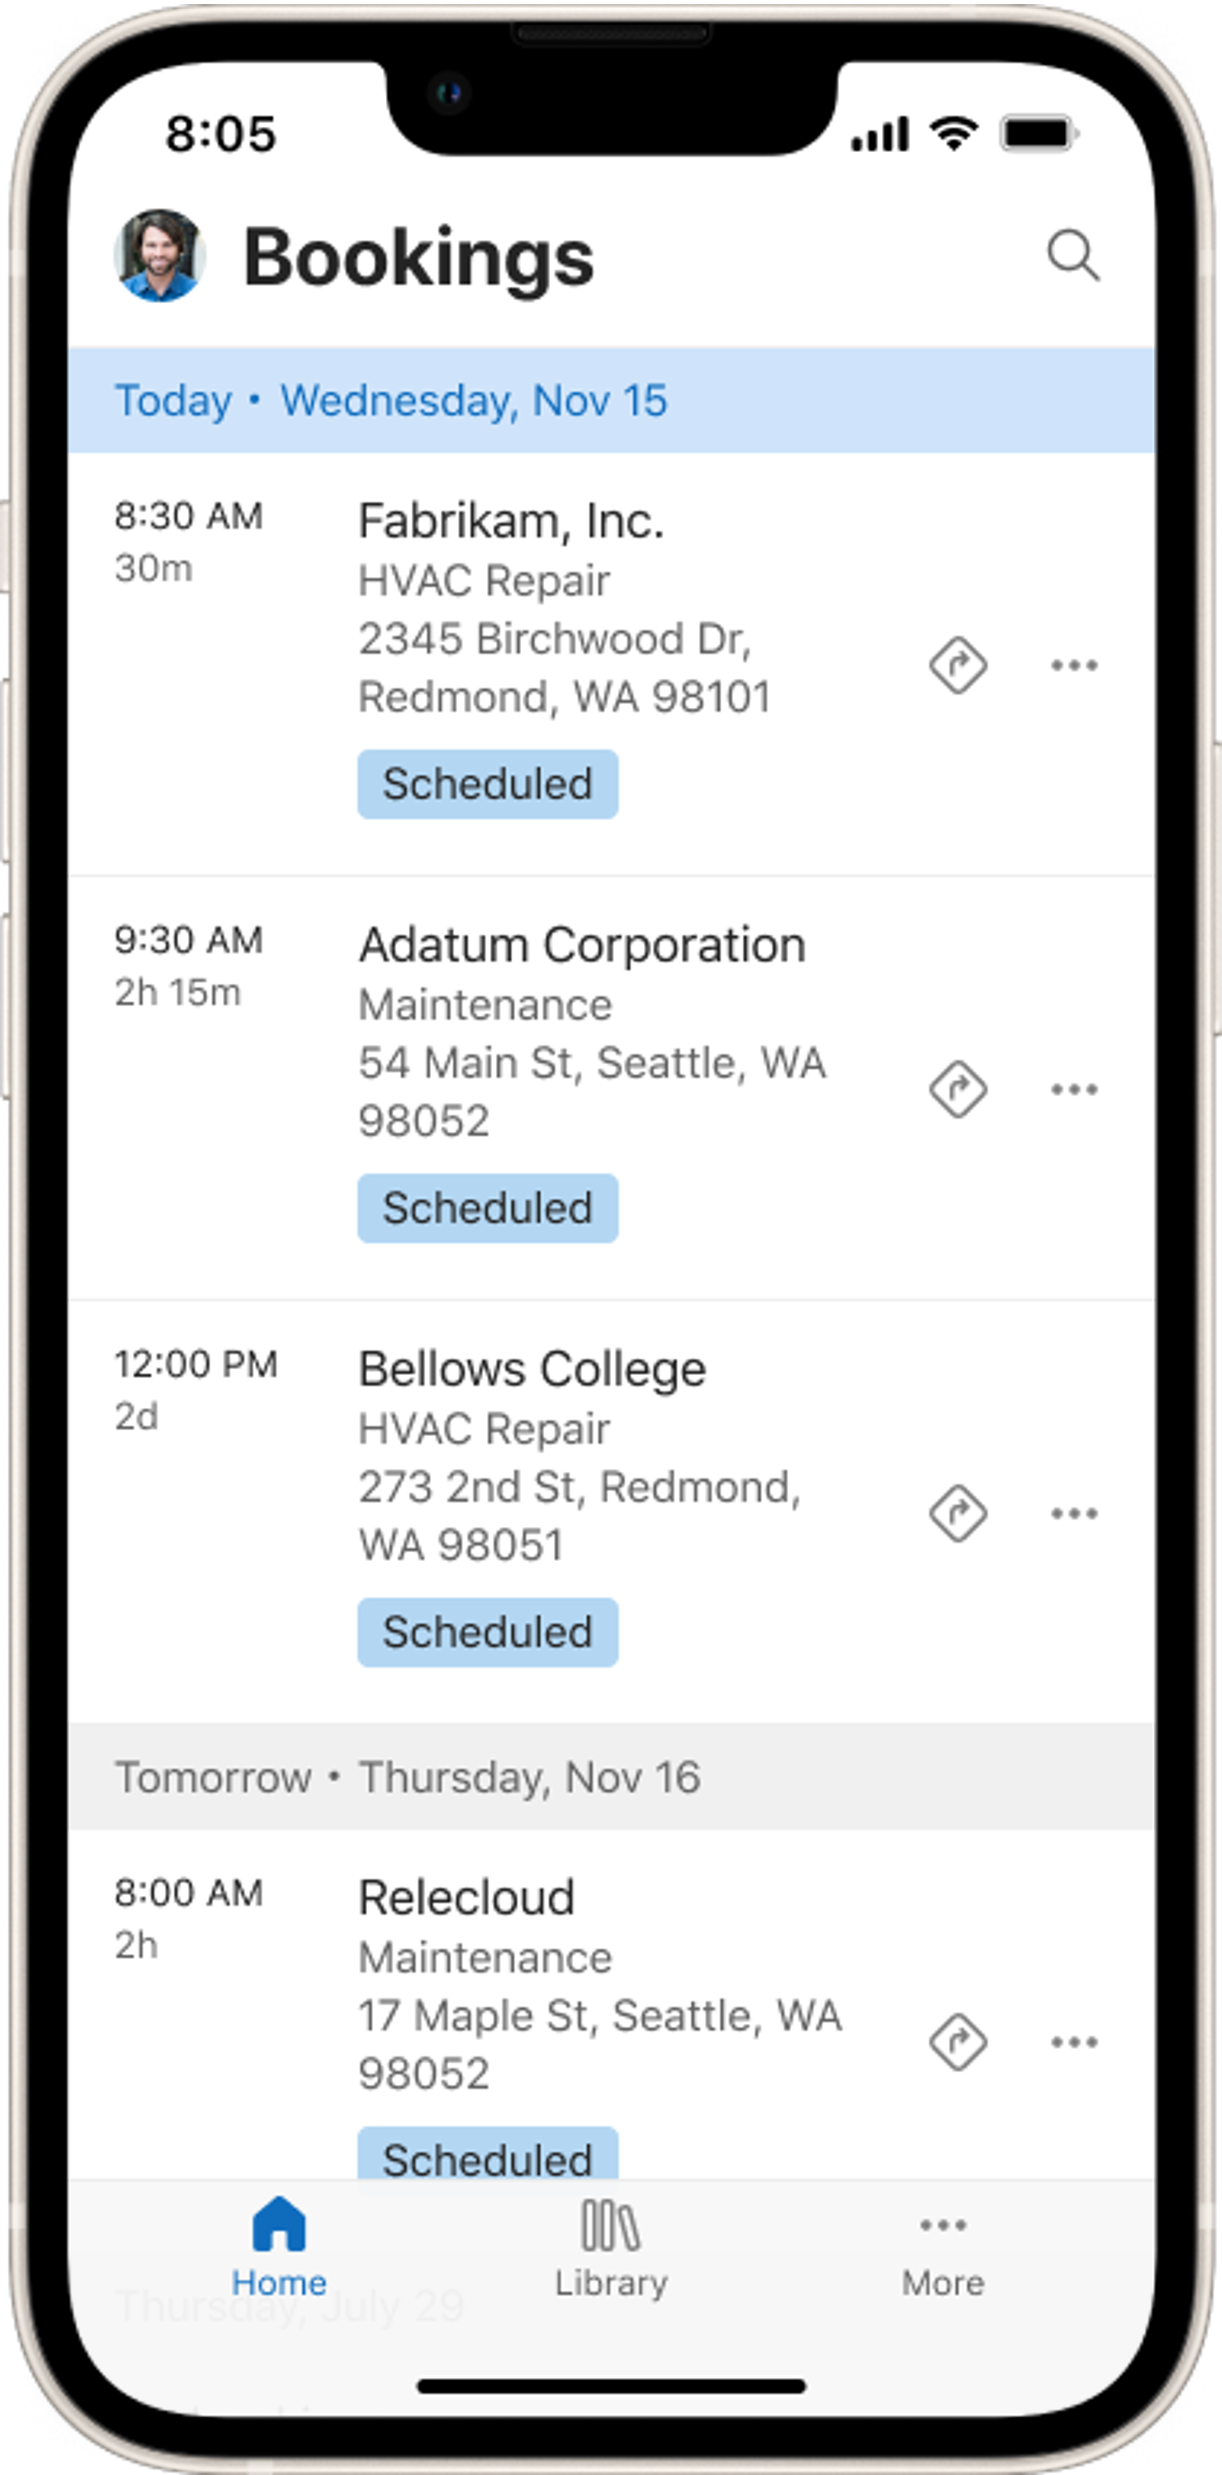 8:05
Bookings
Today • Wednesday, Nov 15
8:30 AM
30m
Fabrikam, Inc.
HVAC Repair
2345 Birchwood Dr,
Redmond, WA 98101
Scheduled
9:30 AM
2h 15m
Adatum Corporation
Maintenance
54 Main St, Seattle, WA
98052
Scheduled
12:00 PM
2d
Bellows College
HVAC Repair
273 2nd St, Redmond,
WA 98051
Scheduled
Tomorrow • Thursday, Nov 16
8:00 AM
2h
Relecloud
Maintenance
17 Maple St, Seattle, WA
98052
Scheduled
Home
Library
More
Thursday, July 29